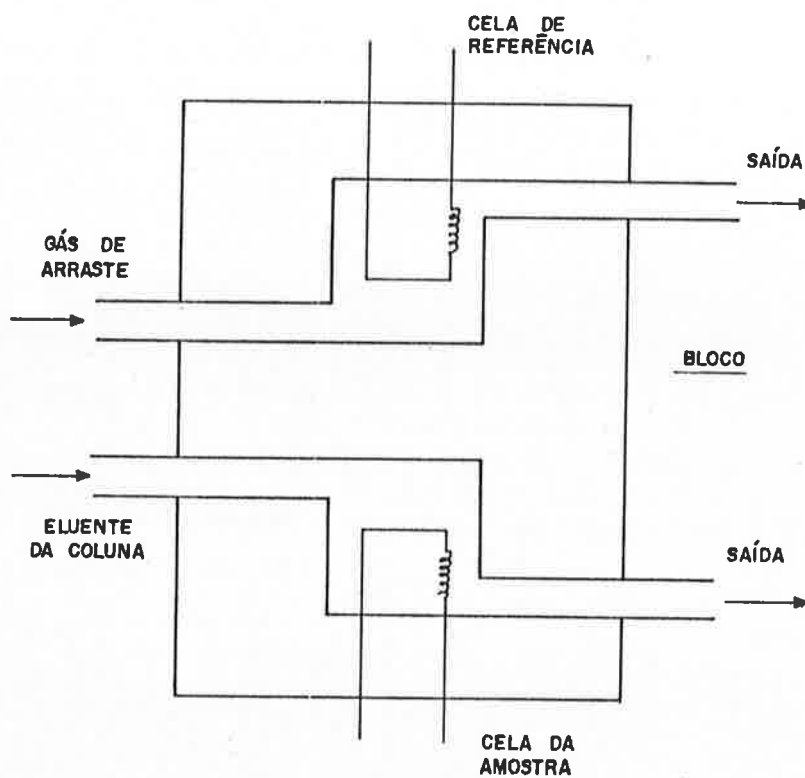 CELA DE
REFERÊNCIA
SAÍDA
GÁS DE
ARRASTE
BLOCO
ELUENTE
DA COLUNA
SAÍDA
CELA DA
AMOSTRA